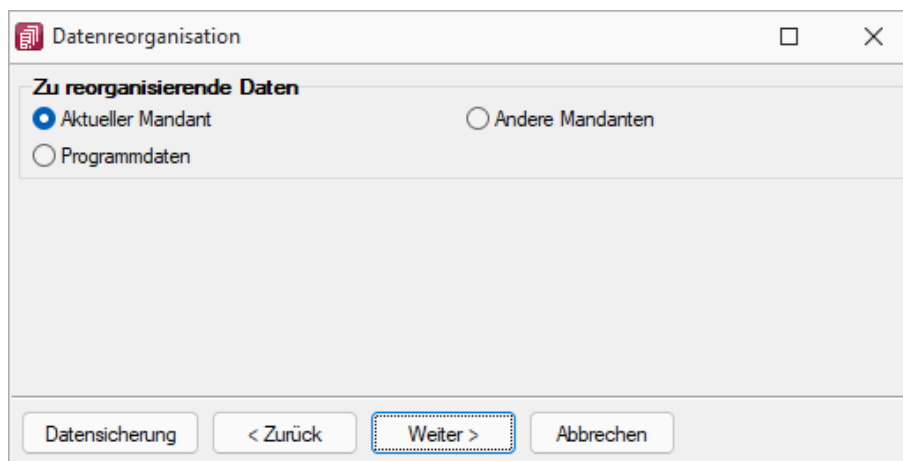 Datenreorganisation
Zu reorganisierende Daten
Aktueller Mandant Andere Mandanten
Programmdaten
Datensicherung < Zurück Weiter > Abbrechen